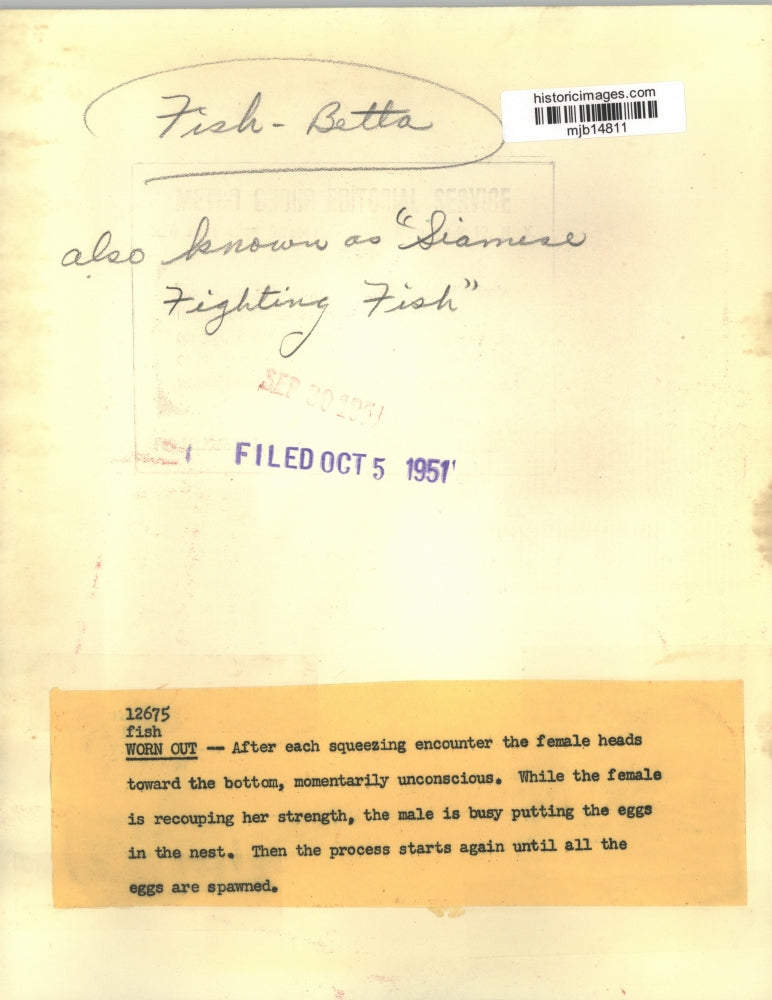 historicimages.com
mjb14811
Fish - Betta
METRO GROUP EDITORIAL SERVICE
also known as "Siamese
Fighting Fish"
SEP 30 1951
FILED OCT 5 1951
12675
fish
WORN OUT -- After each squeezing encounter the female heads
toward the bottom, momentarily unconscious. While the female
is recouping her strength, the male is busy putting the eggs
in the nest. Then the process starts again until all the
eggs are spawned.